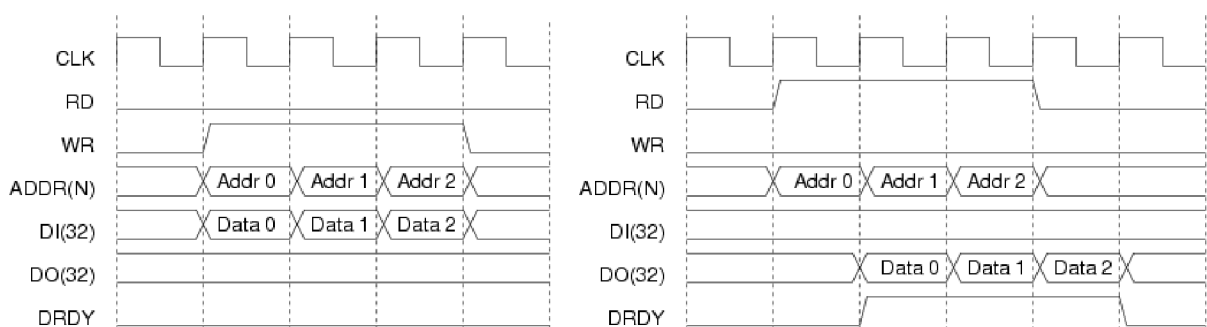 CLK
RD
WR
ADDR(N) Addr 0 Addr 1 Addr 2
DI(32) Data 0 Data 1 Data 2
DO(32)
DRDY
CLK
RD
WR
ADDR(N) Addr 0 Addr 1 Addr 2
DI(32)
DO(32) Data 0 Data 1 Data 2
DRDY